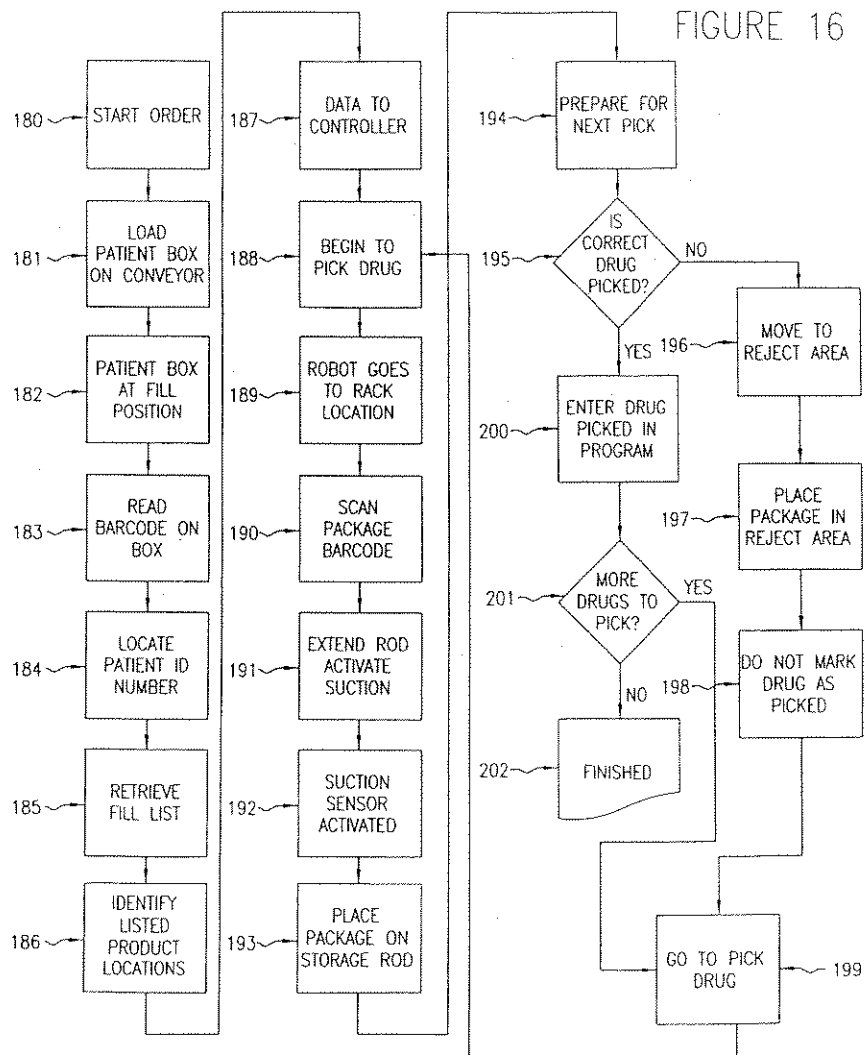 FIGURE 16
180
START ORDER
181
LOAD
PATIENT BOX
ON CONVEYOR
182
PATIENT BOX
AT FILL
POSITION
183
READ
BARCODE ON
BOX
184
LOCATE
PATIENT ID
NUMBER
185
RETRIEVE
FILL LIST
186
IDENTIFY
LISTED
PRODUCT
LOCATIONS
187
DATA TO
CONTROLLER
188
BEGIN TO
PICK DRUG
189
ROBOT GOES
TO RACK
LOCATION
190
SCAN
PACKAGE
BARCODE
191
EXTEND ROD
ACTIVATE
SUCTION
192
SUCTION
SENSOR
ACTIVATED
193
PLACE
PACKAGE ON
STORAGE ROD
194
PREPARE FOR
NEXT PICK
195
IS
CORRECT
DRUG
PICKED?
NO
YES
196
MOVE TO
REJECT AREA
197
PLACE
PACKAGE IN
REJECT AREA
198
DO NOT MARK
DRUG AS
PICKED
200
ENTER DRUG
PICKED IN
PROGRAM
201
MORE
DRUGS TO
PICK?
YES
NO
202
FINISHED
GO TO PICK
DRUG
199